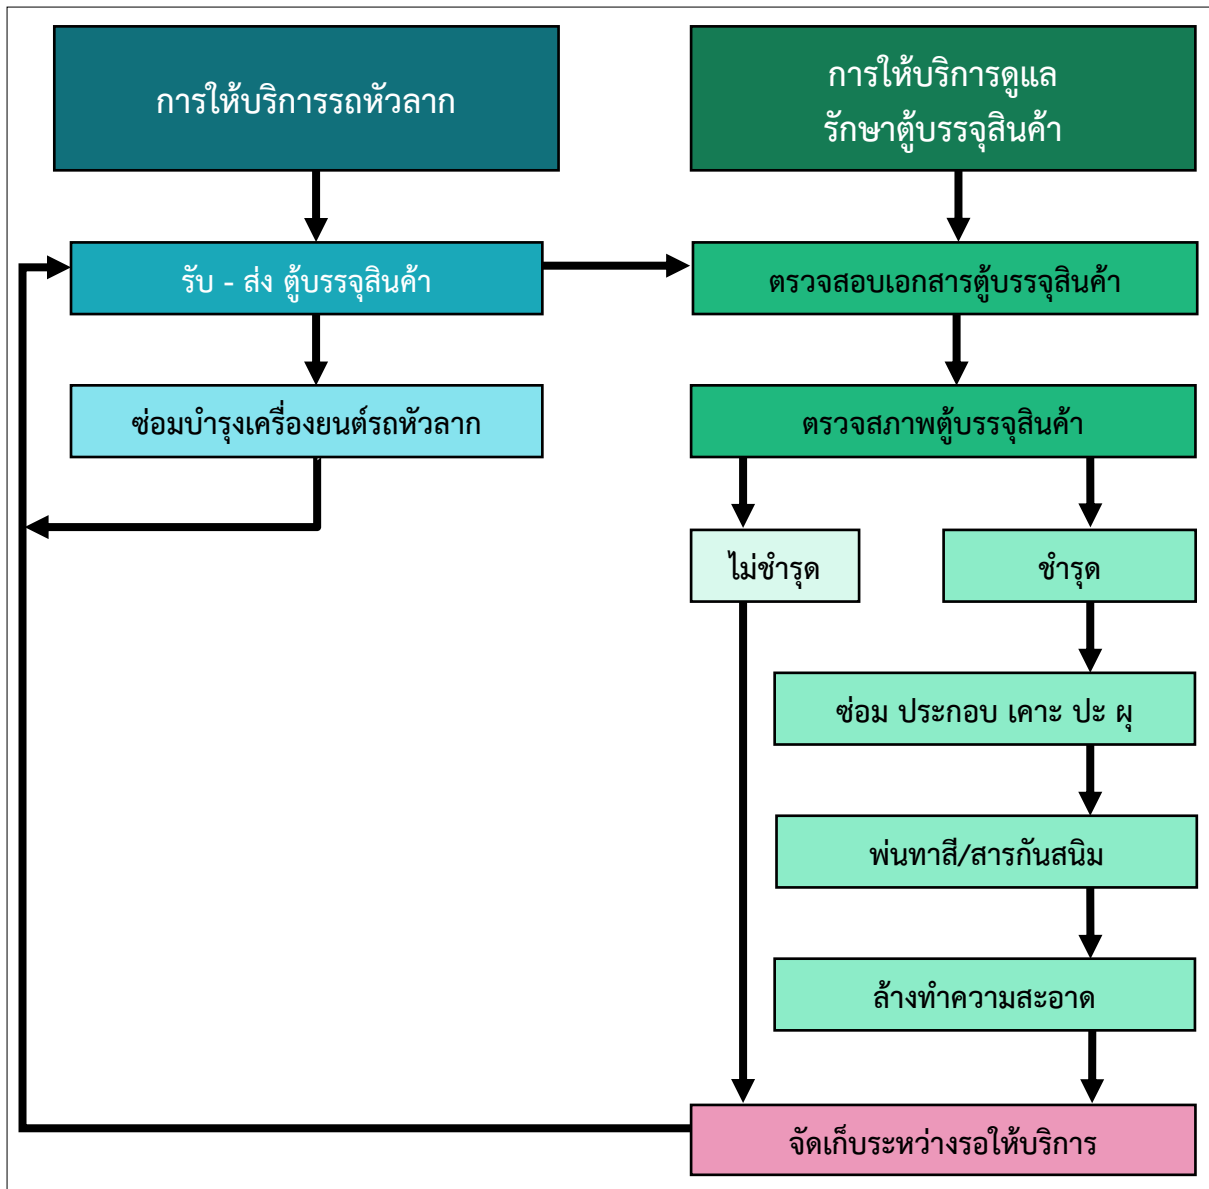 การให้บริการรถหัวลาก
การให้บริการดูแล
รักษาตู้บรรจุสินค้า
รับ - ส่ง ตู้บรรจุสินค้า
ตรวจสอบเอกสารตู้บรรจุสินค้า
ซ่อมบำรุงเครื่องยนต์รถหัวลาก
ตรวจสภาพตู้บรรจุสินค้า
ไม่ชำรุด
ชำรุด
ซ่อม ประกอบ เคาะ ปะ ผุ
พ่นทาสี/สารกันสนิม
ล้างทำความสะอาด
จัดเก็บระหว่างรอให้บริการ